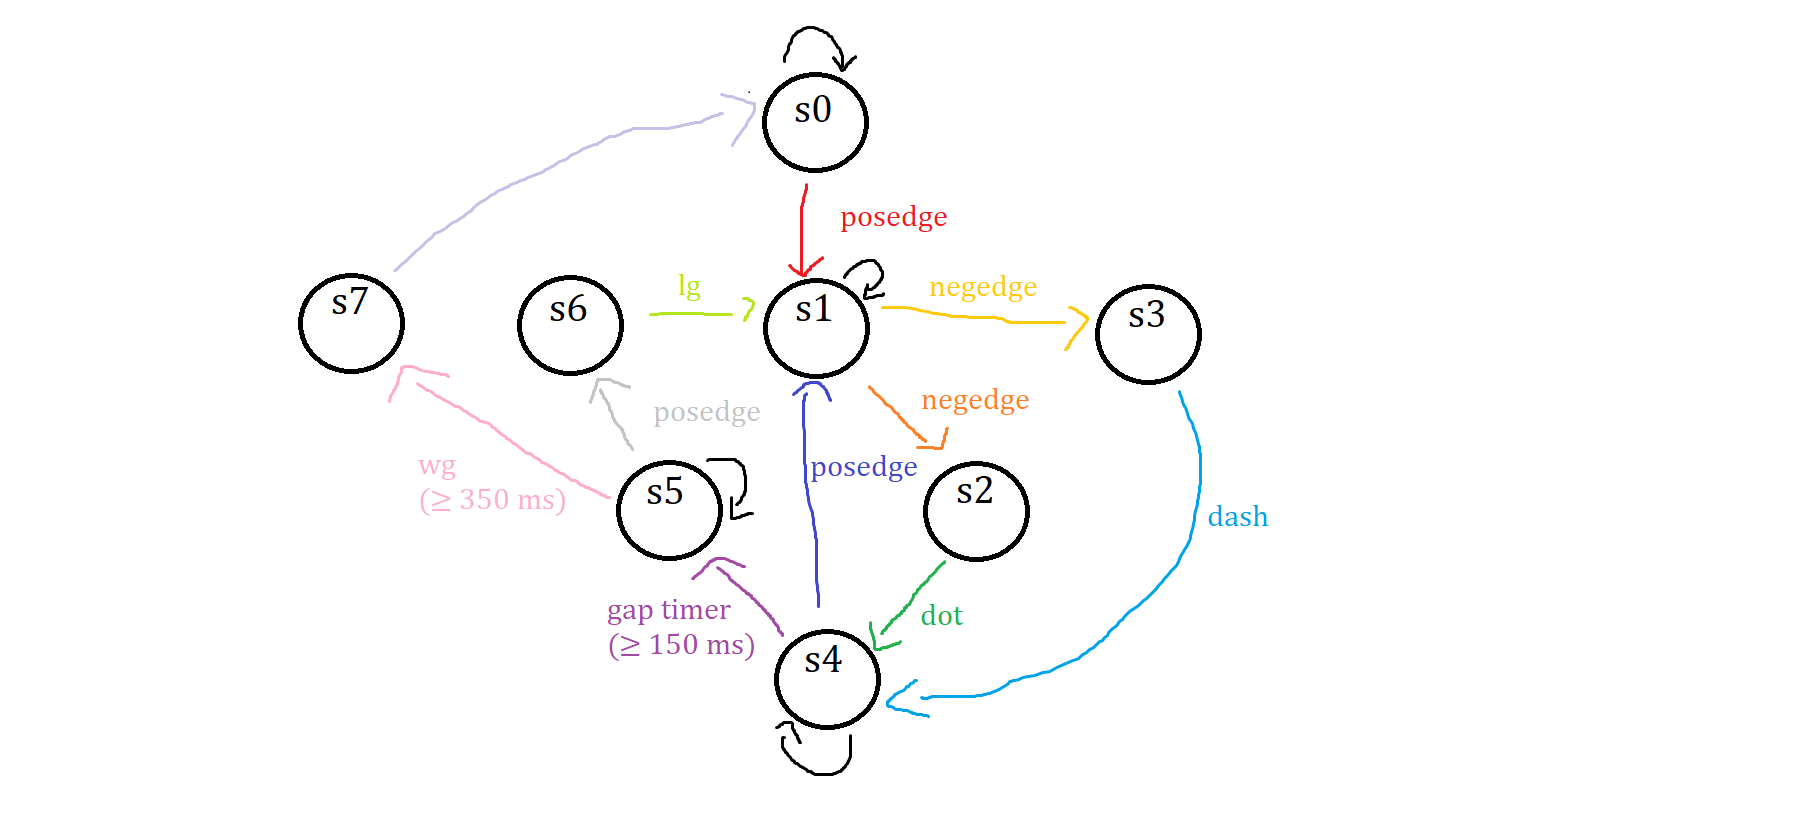 s0
posedge
s7
s6
lg
s1
negedge
s3
posedge
negedge
wg
(≥ 350 ms)
s5
posedge
s2
dash
gap timer
(≥ 150 ms)
dot
s4